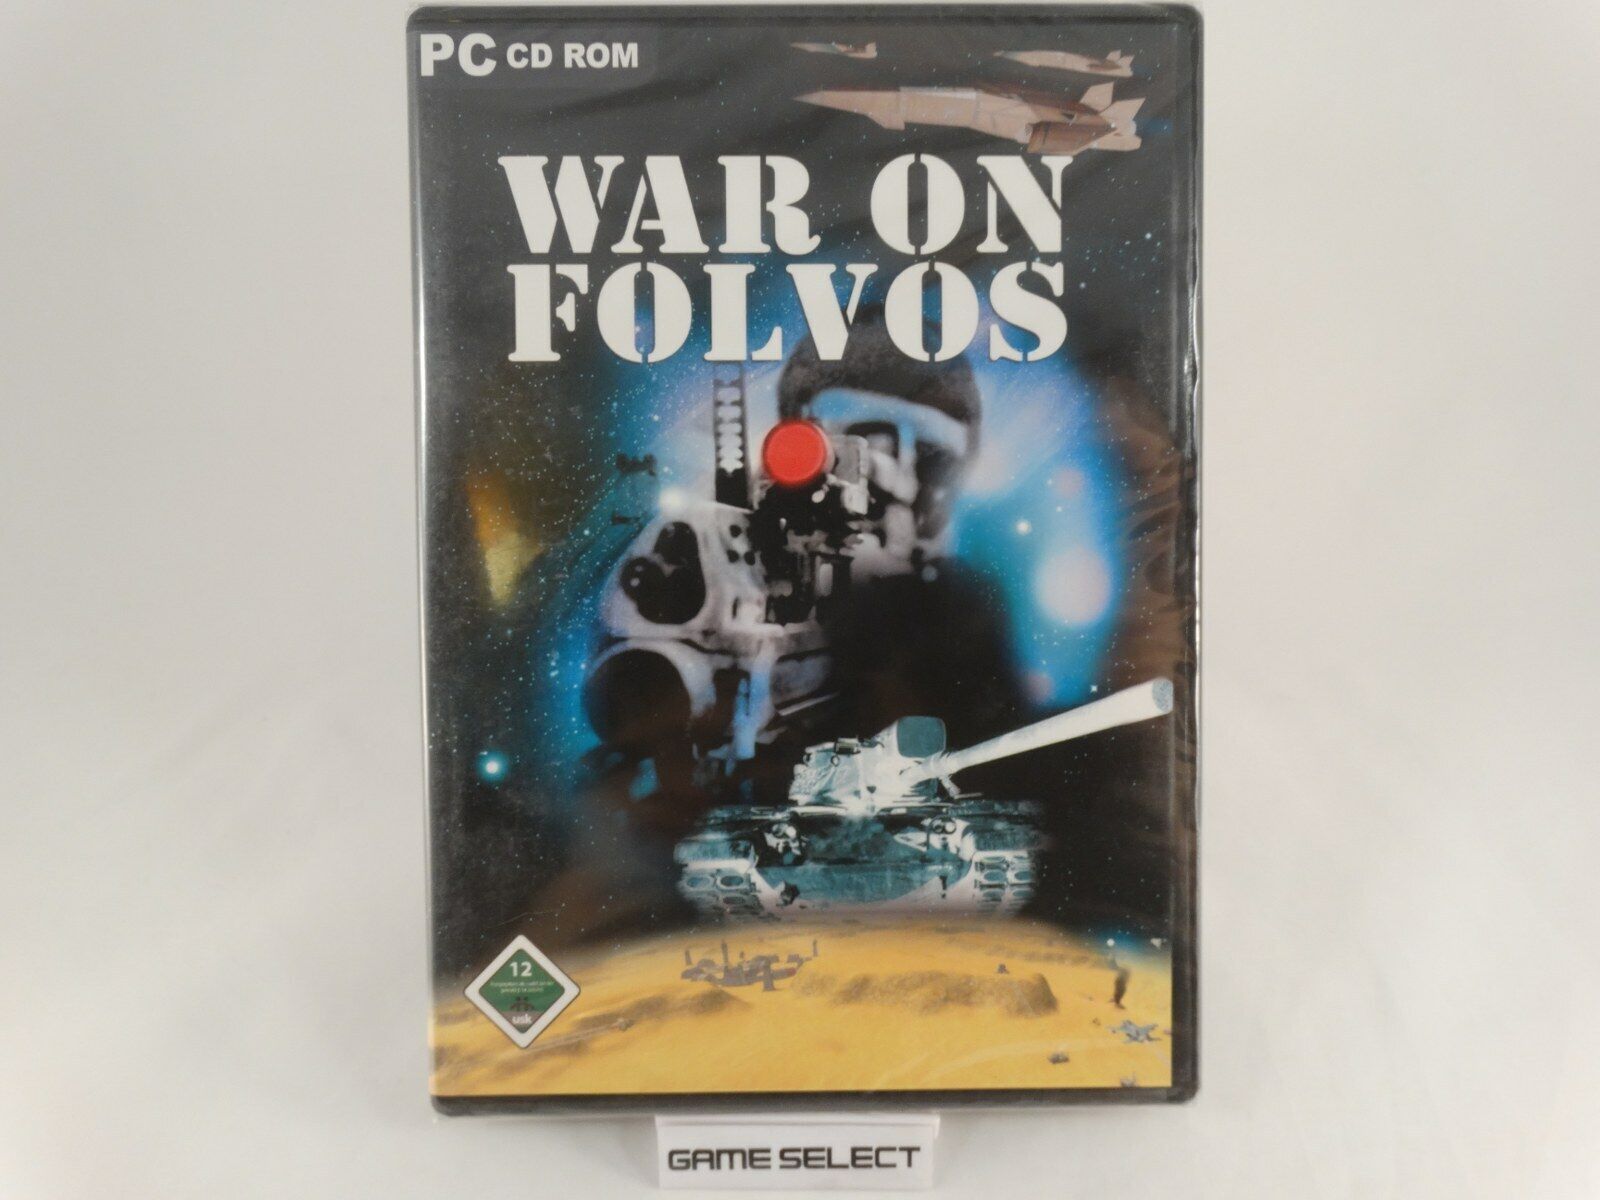 PC CD ROM
WAR ON
FOLVOS
12
usk
GAME SELECT